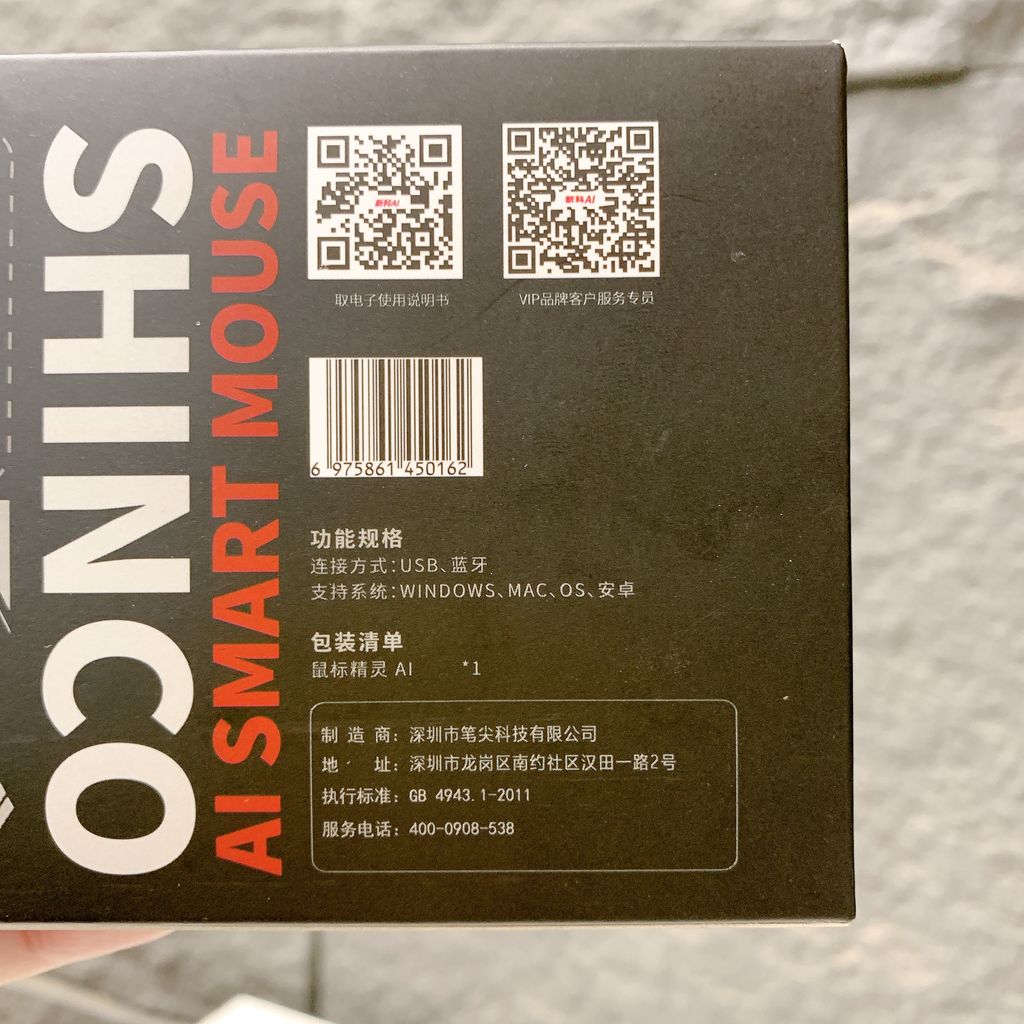 SHINCO
AI SMART MOUSE
新科AI
新科AI
取电子使用说明书
VIP品牌客户服务专员
6 975861 450162
功能规格
连接方式:USB、蓝牙
支持系统:WINDOWS、MAC、OS、安卓
包装清单
鼠标精灵 AI *1
制造商：深圳市笔尖科技有限公司
地址：深圳市龙岗区南约社区汉田一路2号
执行标准：GB 4943.1-2011
服务电话：400-0908-538